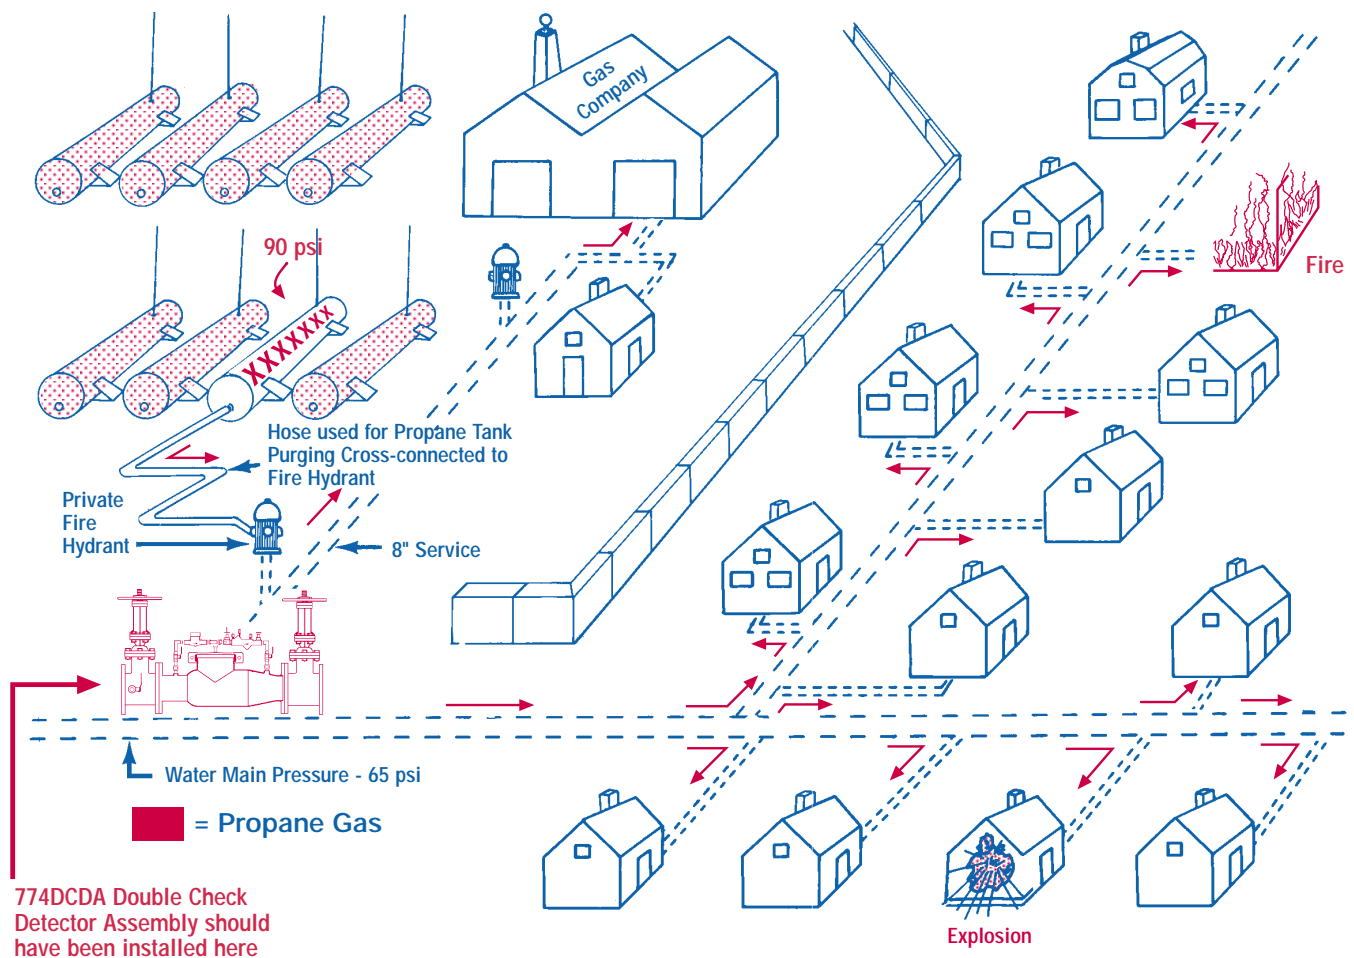 Gas
Company
90 psi
Fire
Hose used for Propane Tank
Purging Cross-connected to
Fire Hydrant
Private
Fire
Hydrant
8" Service
Water Main Pressure - 65 psi
= Propane Gas
774DCDA Double Check
Detector Assembly should
have been installed here
Explosion
XXXXXXXX